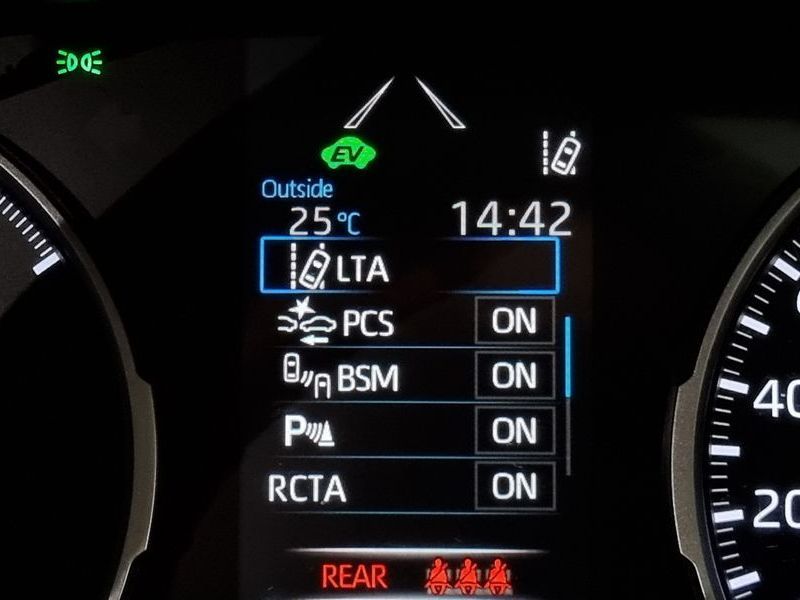 EV
Outside
25°C 14:42
LTA
PCS ON
BSM ON
P ON
RCTA ON
40
20
REAR